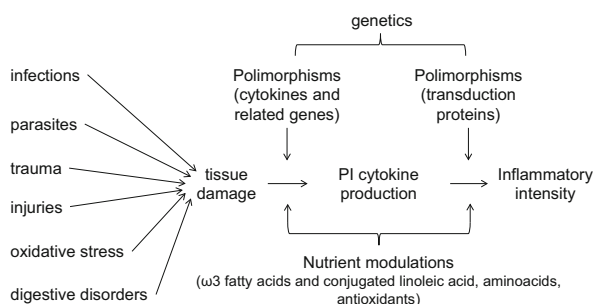 genetics
infections
parasites
trauma
injuries
oxidative stress
digestive disorders
Polimorphisms
(cytokines and
related genes)
Polimorphisms
(transduction
proteins)
tissue
damage
PI cytokine
production
Inflammatory
intensity
Nutrient modulations
(ω3 fatty acids and conjugated linoleic acid, aminoacids,
antioxidants)